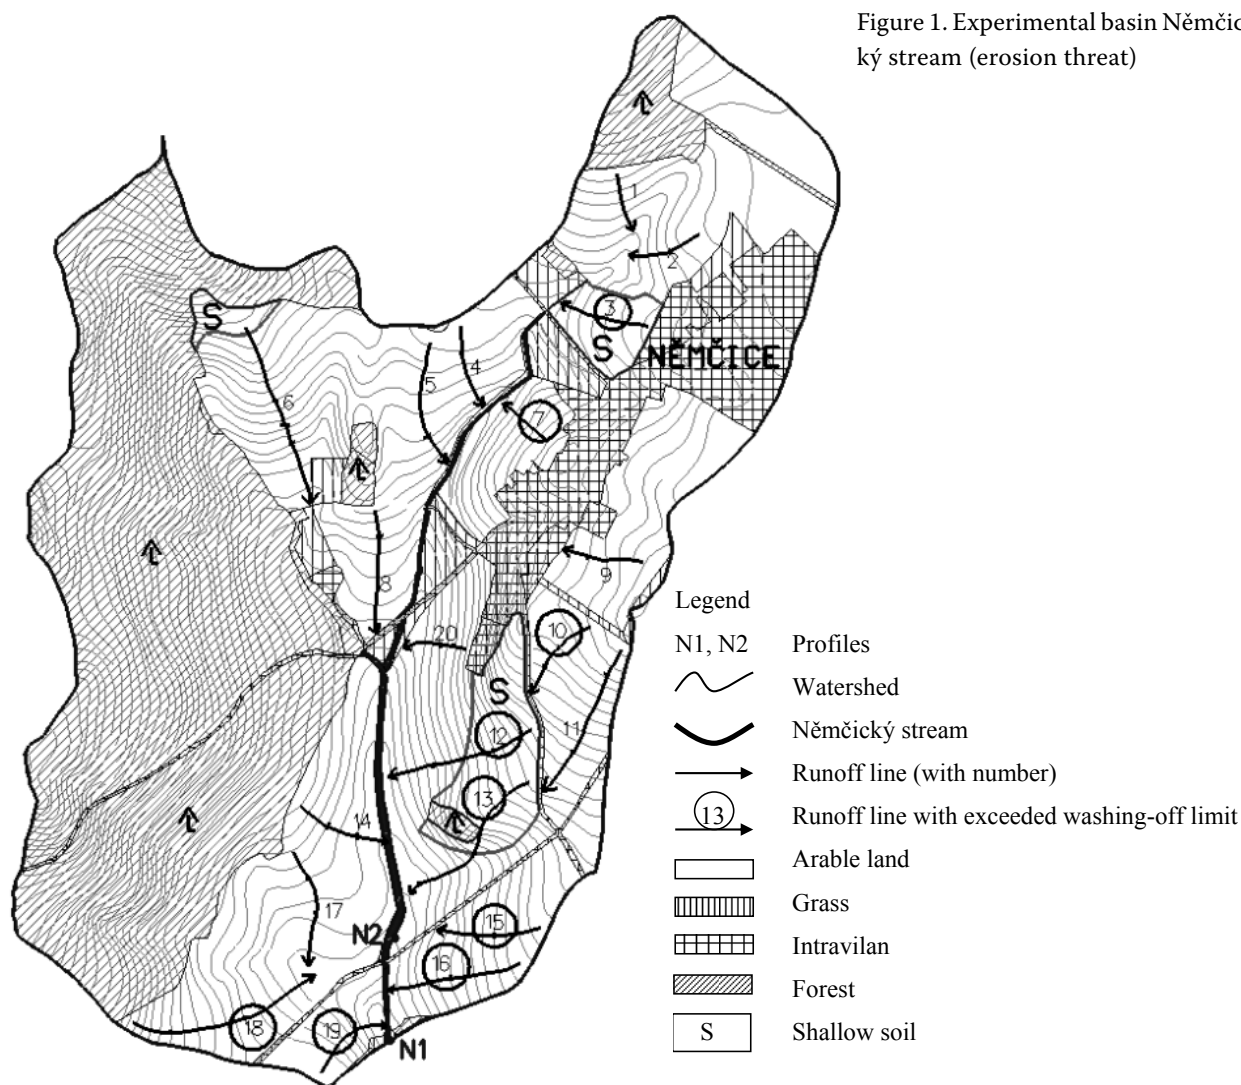 Figure 1. Experimental basin Němčic
ký stream (erosion threat)
1
2
3
S
S
NĚMČICE
4
5
6
7
8
9
20
10
S
11
12
13
14
17
N2
15
16
18
19
N1
Legend
N1, N2 Profiles
Watershed
Němčický stream
Runoff line (with number)
13 Runoff line with exceeded washing-off limit
Arable land
Grass
Intravilan
Forest
S Shallow soil